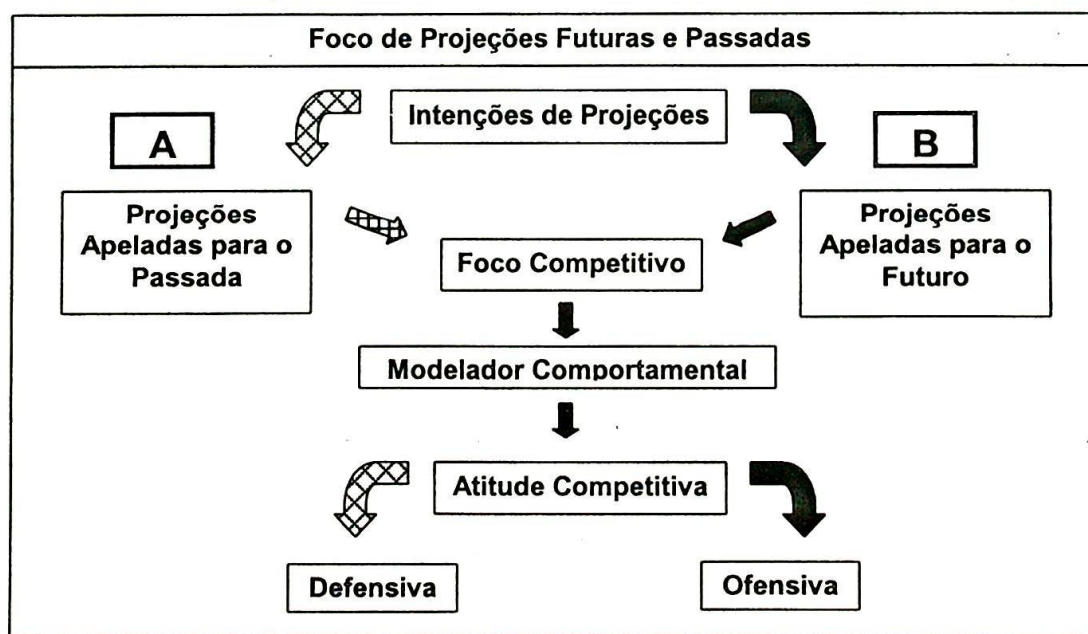 Foco de Projeções Futuras e Passadas
Intenções de Projeções
A
B
Projeções
Apeladas para o
Passada
Projeções
Apeladas para o
Futuro
Foco Competitivo
Modelador Comportamental
Atitude Competitiva
Defensiva
Ofensiva